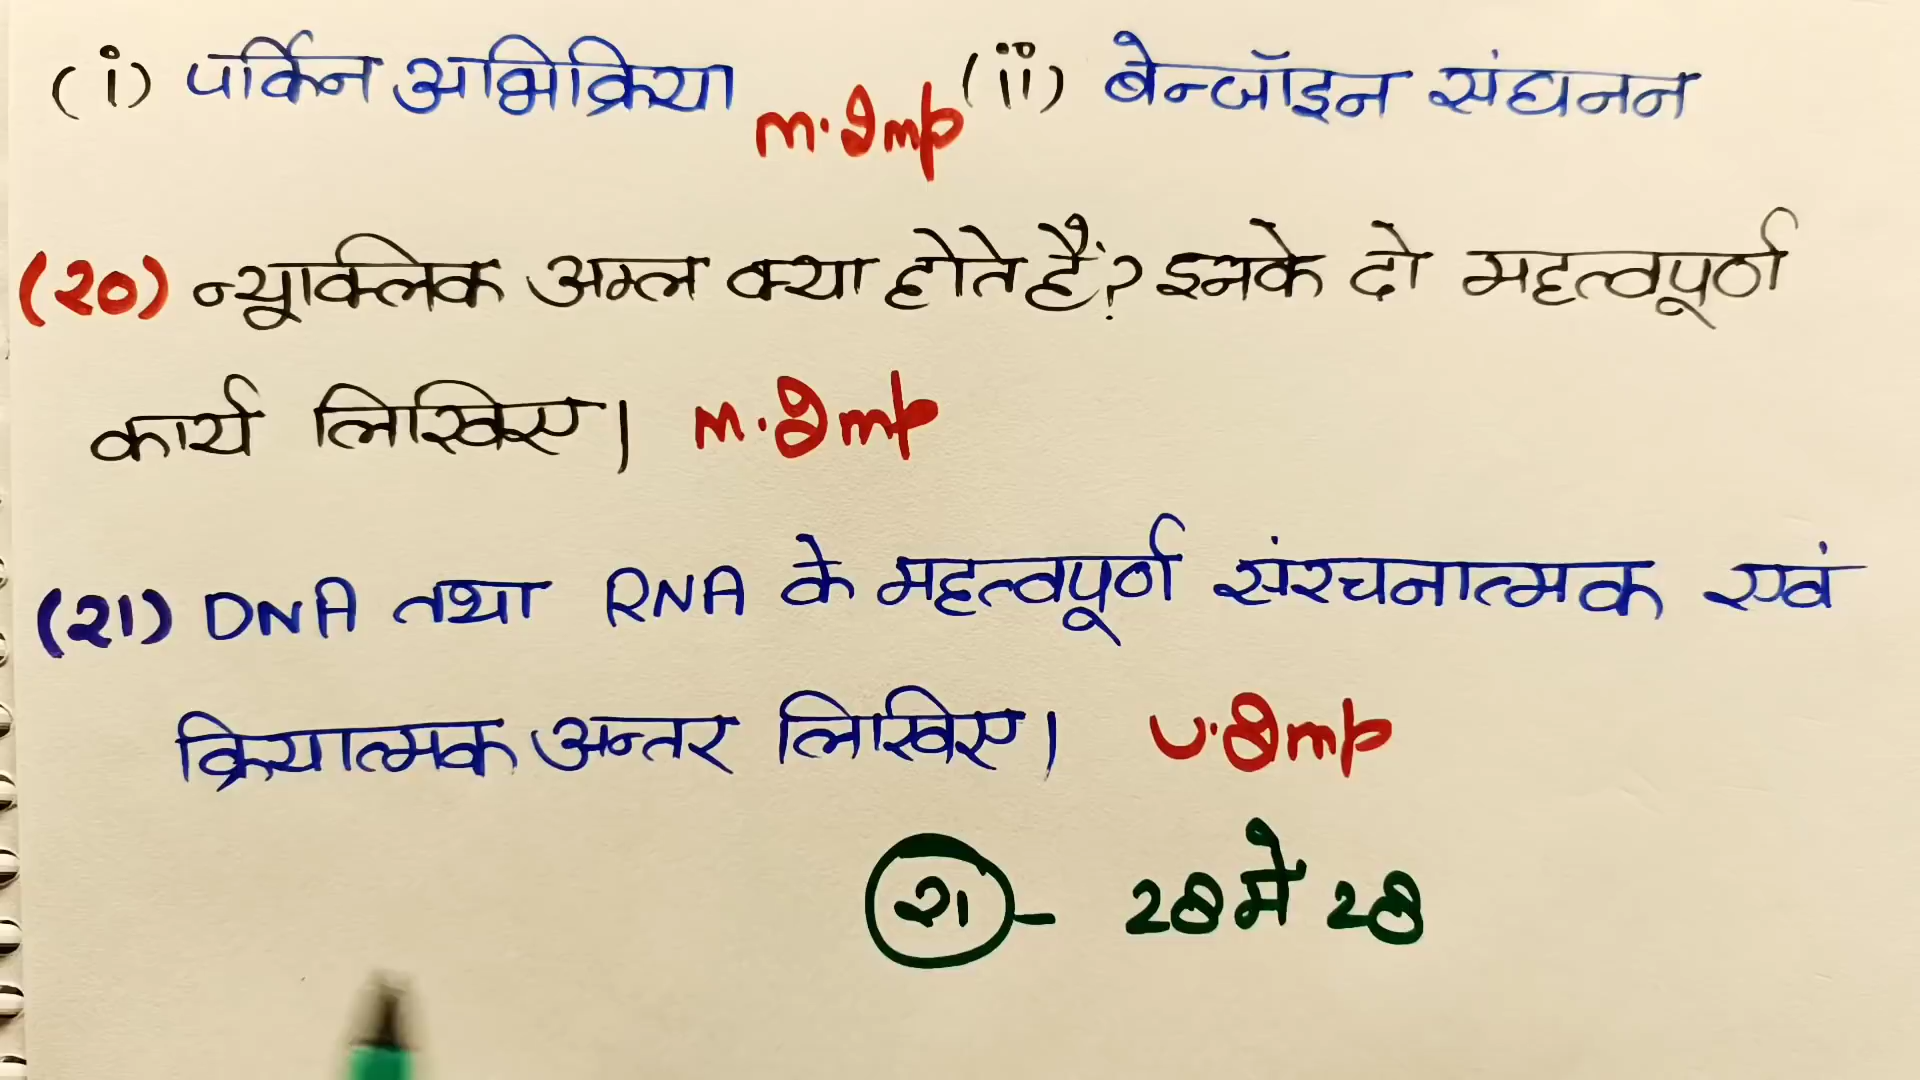 (i) पर्किन अभिक्रिया m.Imp (ii) बेन्जॉइन संघनन
(20) न्यूक्लिक अम्ल क्या होते हैं? इनके दो महत्वपूर्ण
कार्य लिखिए। m.Imp
(21) DNA तथा RNA के महत्वपूर्ण संरचनात्मक एवं
क्रियात्मक अन्तर लिखिए। v.Imp
21 - 28 में 28